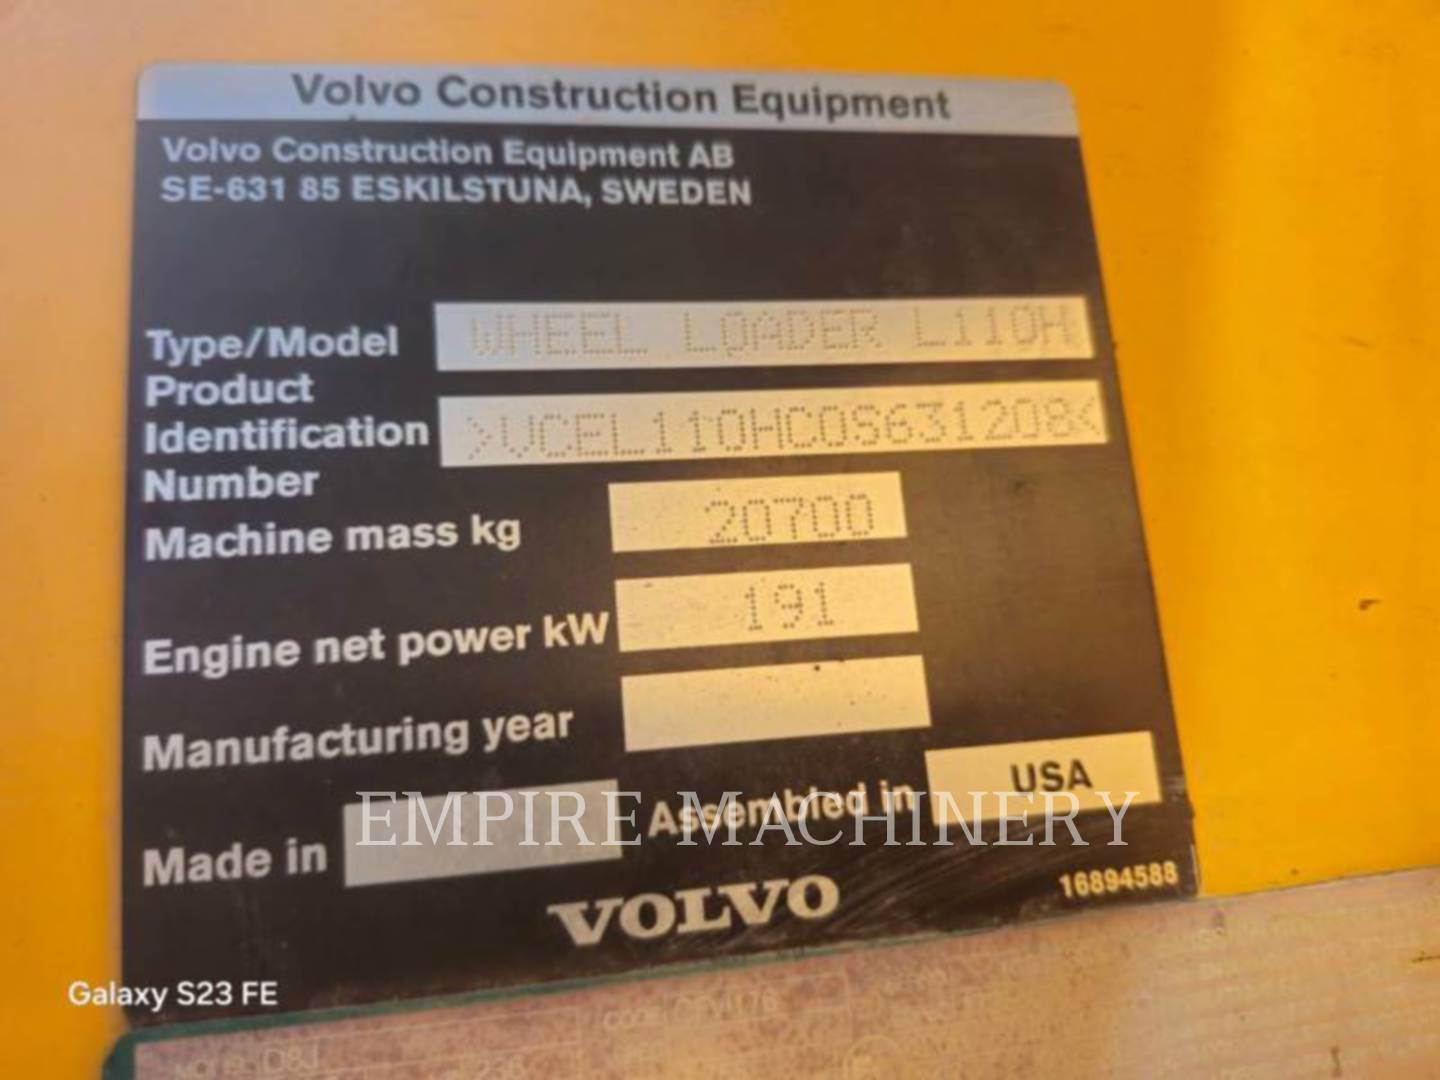 Volvo Construction Equipment
Volvo Construction Equipment AB
SE-631 85 ESKILSTUNA, SWEDEN
Type/Model WHEEL LOADER L110H
Product
Identification >VCEL110HC0S631208<
Number
Machine mass kg 20700
Engine net power kW 191
Manufacturing year
Made in Assembled in USA
EMPIRE MACHINERY
VOLVO 16894588
Galaxy S23 FE
D8J
236